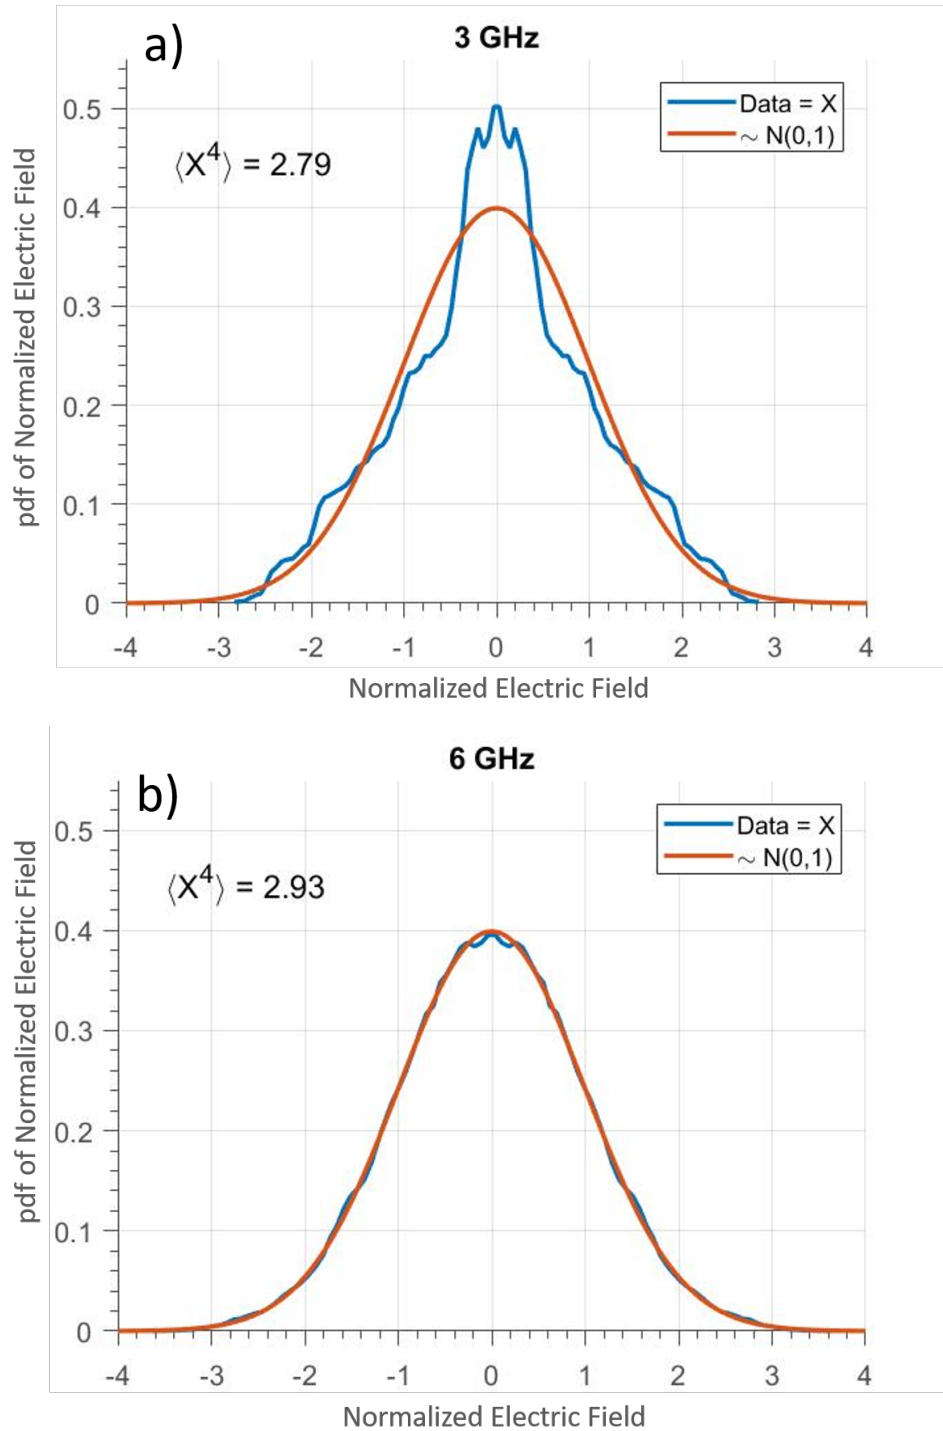 a)
3 GHz
Data = X
∼ N(0,1)
⟨X⁴⟩ = 2.79
pdf of Normalized Electric Field
0.5
0.4
0.3
0.2
0.1
0
-4 -3 -2 -1 0 1 2 3 4
Normalized Electric Field
b)
6 GHz
Data = X
∼ N(0,1)
⟨X⁴⟩ = 2.93
pdf of Normalized Electric Field
0.5
0.4
0.3
0.2
0.1
0
-4 -3 -2 -1 0 1 2 3 4
Normalized Electric Field